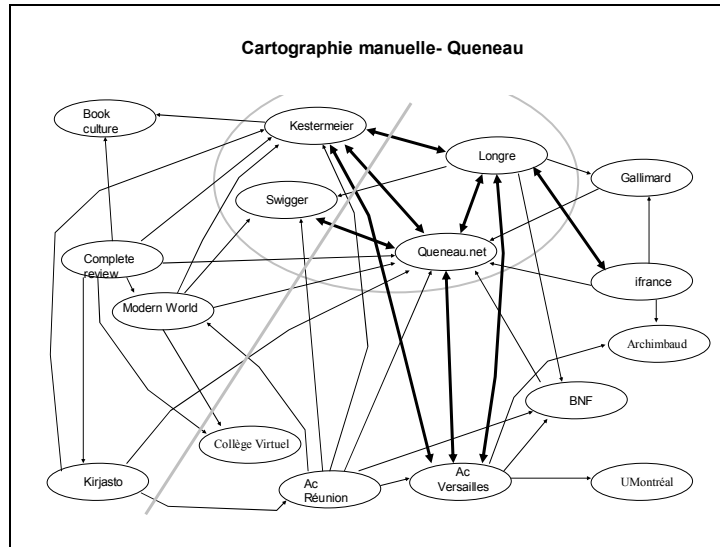 Cartographie manuelle- Queneau
Book
culture
Kestermeier
Longre
Gallimard
Swigger
Queneau.net
Complete
review
ifrance
Modern World
Archimbaud
BNF
Collège Virtuel
Kirjasto
Ac
Réunion
Ac
Versailles
UMontréal